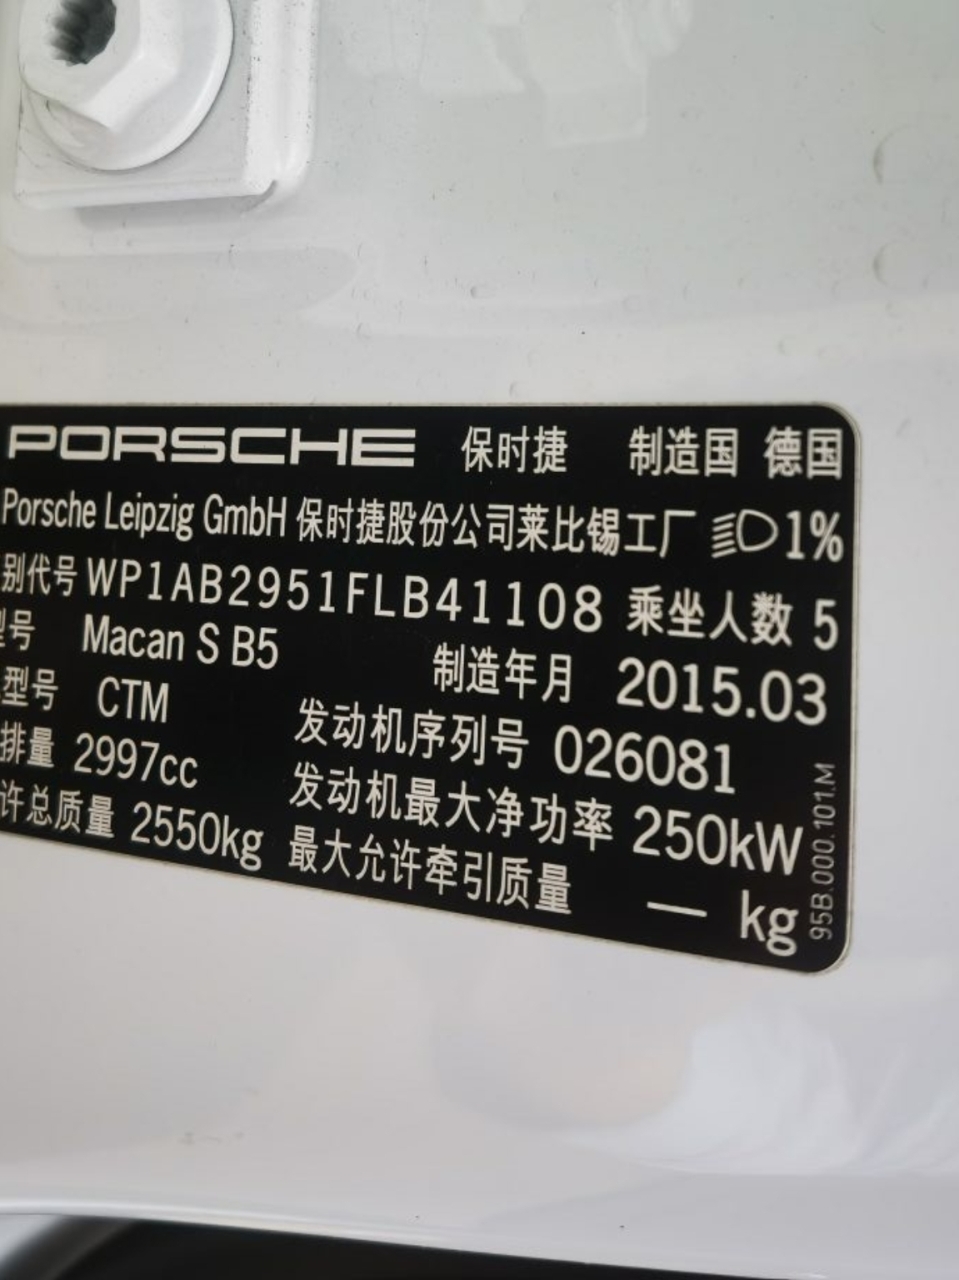 PORSCHE 保时捷 制造国 德国
Porsche Leipzig GmbH 保时捷股份公司莱比锡工厂 1%
别代号 WP1AB2951FLB41108 乘坐人数 5
型号 Macan S B5 制造年月 2015.03
型号 CTM 发动机序列号 026081
排量 2997cc 发动机最大净功率 250kW
许总质量 2550kg 最大允许牵引质量 — kg
95B.000.101.M